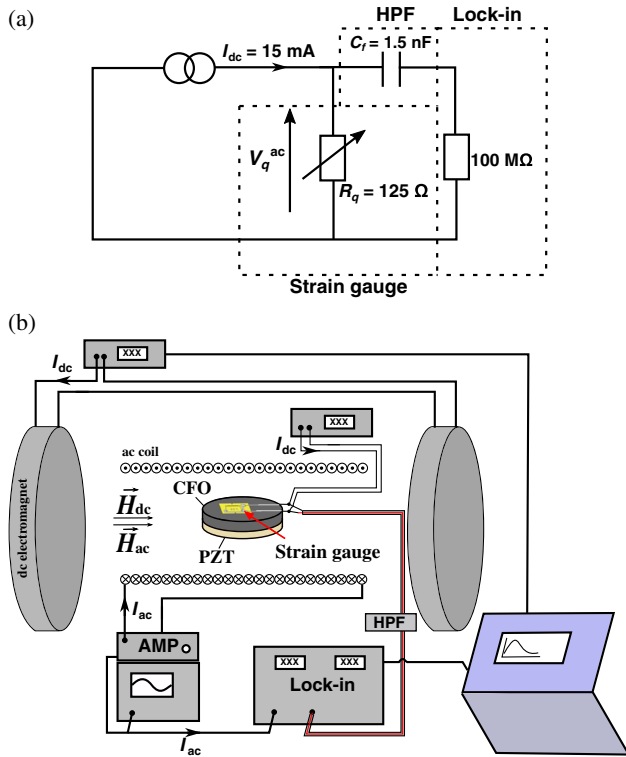 (a)
HPF Lock-in
I_dc = 15 mA
C_f = 1.5 nF
V_q^ac
R_q = 125 Ω
100 MΩ
Strain gauge
(b)
XXX
I_dc
XXX
I_dc
ac coil
dc electromagnet
CFO
H_dc
H_ac
PZT
Strain gauge
I_ac
HPF
AMP
XXX XXX
Lock-in
I_ac